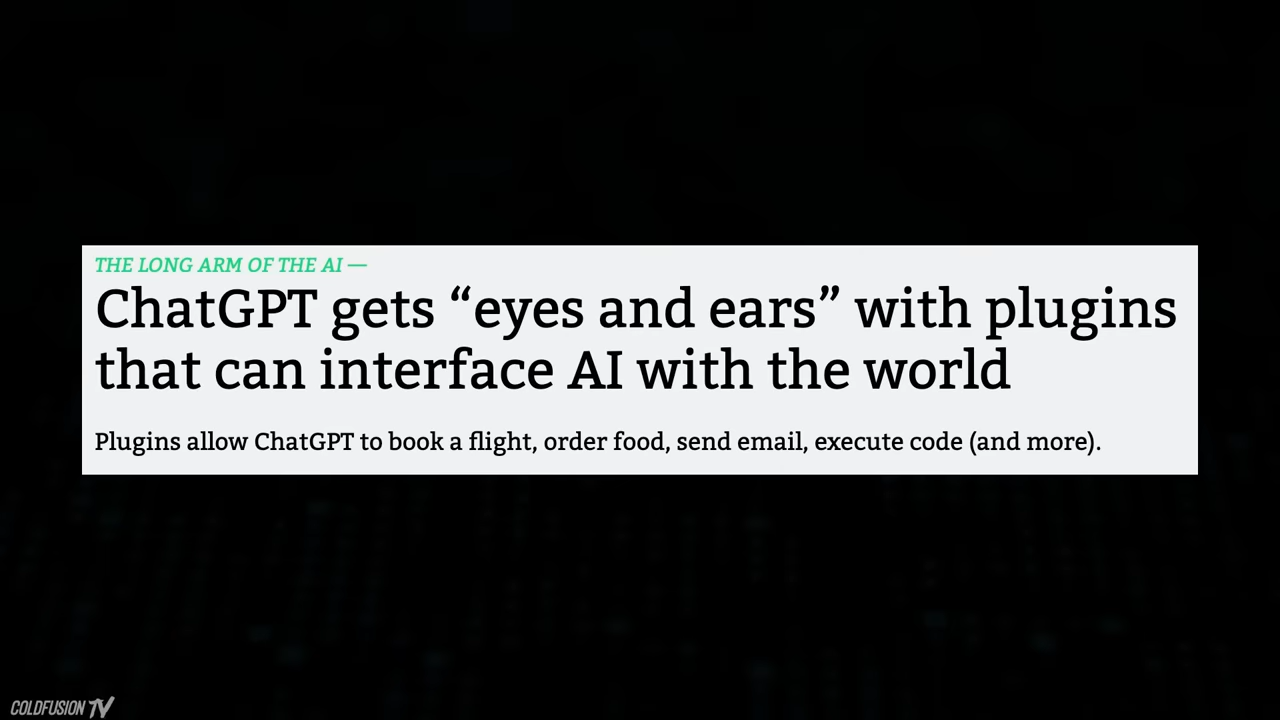 THE LONG ARM OF THE AI —
ChatGPT gets “eyes and ears” with plugins
that can interface AI with the world
Plugins allow ChatGPT to book a flight, order food, send email, execute code (and more).
COLDFUSION TV